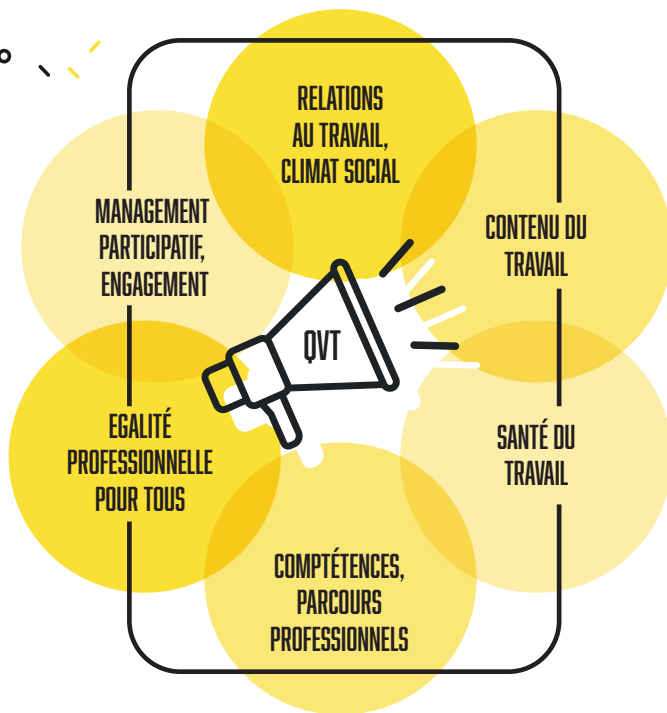 RELATIONS
AU TRAVAIL,
CLIMAT SOCIAL
CONTENU DU
TRAVAIL
SANTÉ DU
TRAVAIL
COMPTÉTENCES,
PARCOURS
PROFESSIONNELS
EGALITÉ
PROFESSIONNELLE
POUR TOUS
MANAGEMENT
PARTICIPATIF,
ENGAGEMENT
QVT